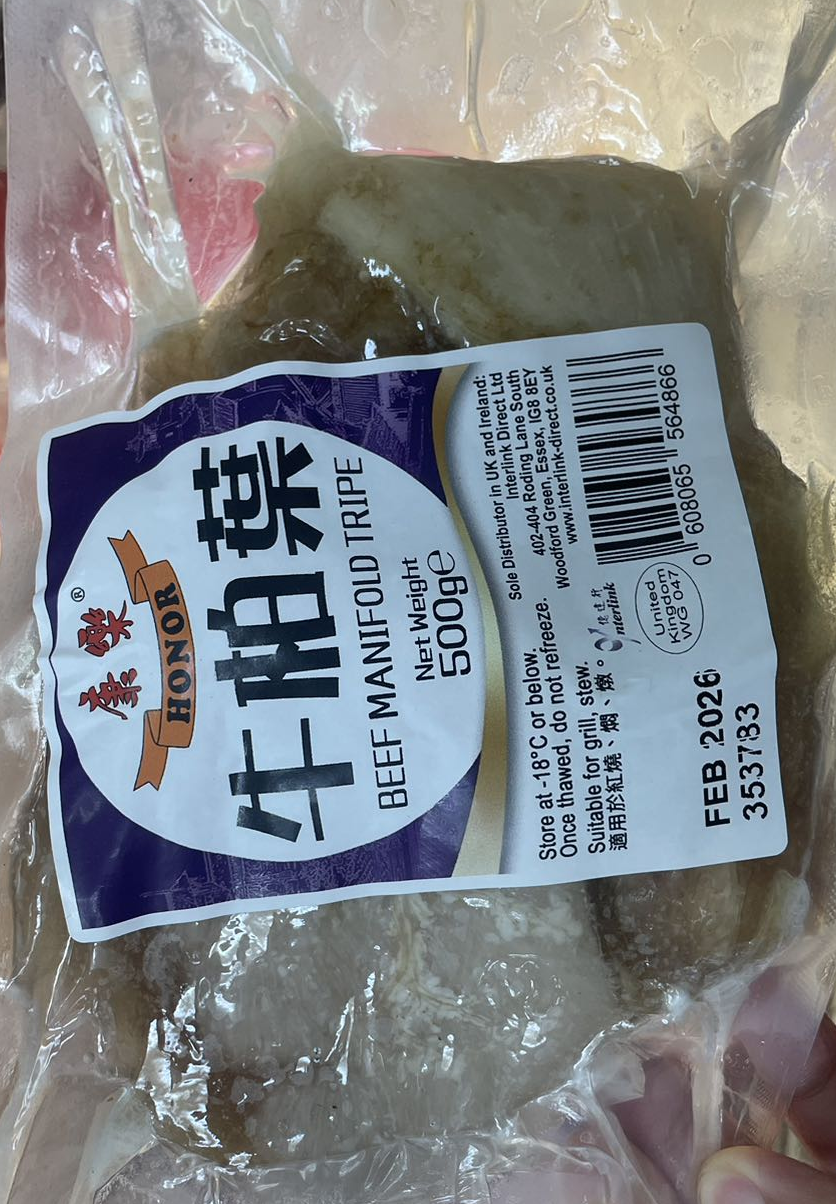 康樂®
HONOR
牛柏葉
BEEF MANIFOLD TRIPE
Net Weight
500g℮
Sole Distributor in UK and Ireland:
Interlink Direct Ltd
402-404 Roding Lane South
Woodford Green, Essex, IG8 8EY
www.interlink-direct.co.uk
Store at -18°C or below.
Once thawed, do not refreeze.
Suitable for grill, stew.
適用於紅燒、燜、燉。
Interlink
億達行
United
Kingdom
WG 047
0 608065 564866
FEB 2026
353783